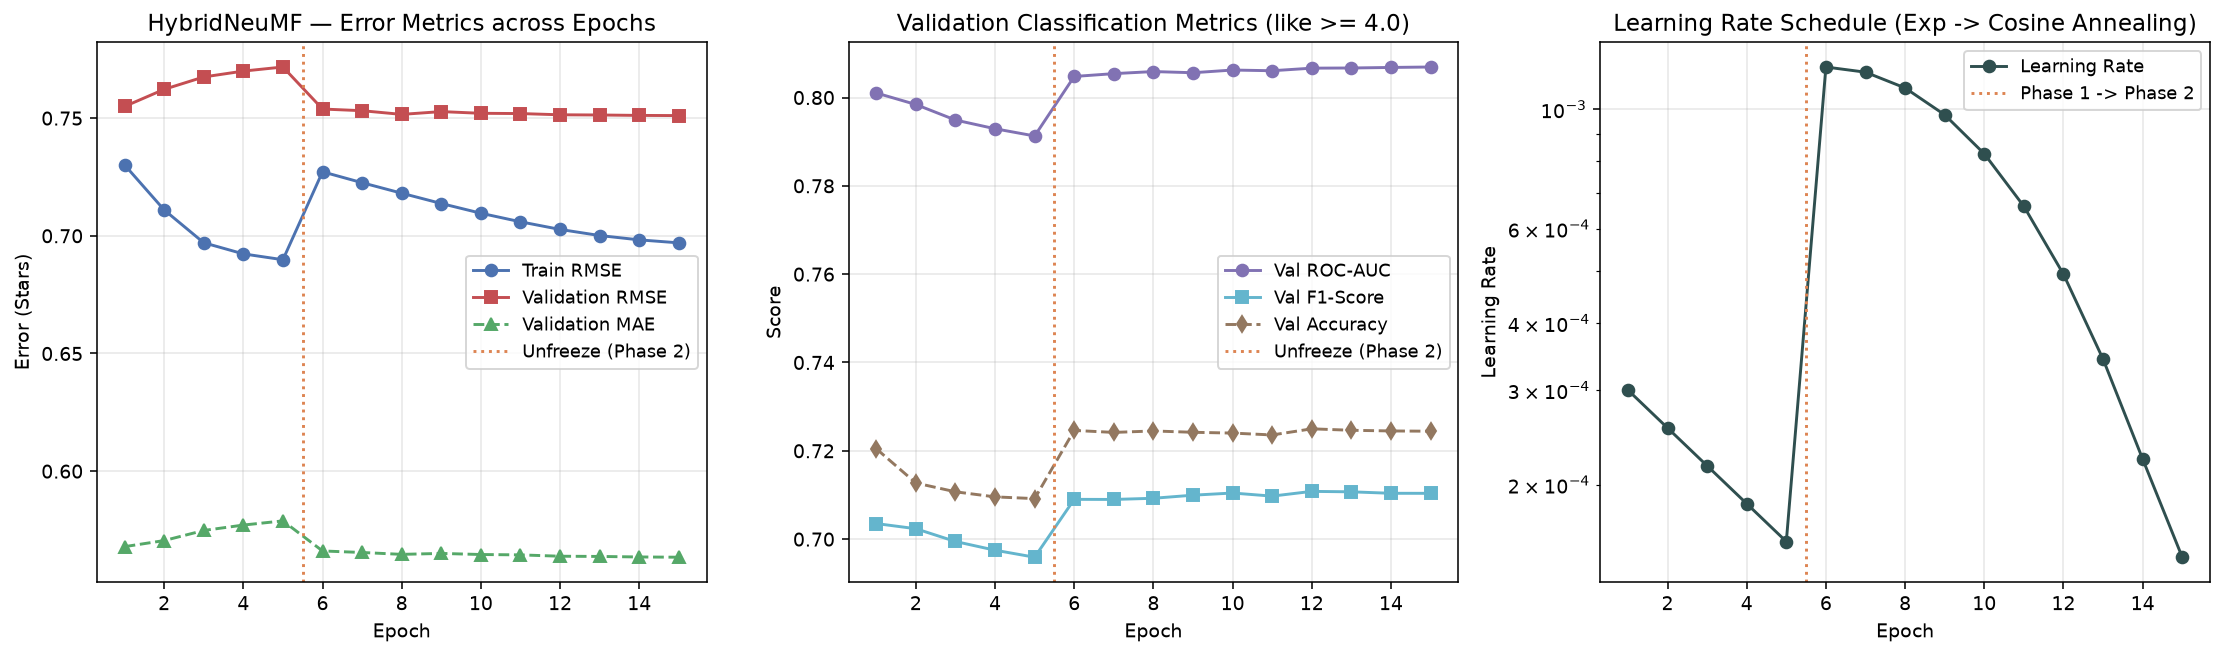 HybridNeuMF — Error Metrics across Epochs
Error (Stars)
0.75
0.70
0.65
0.60
Train RMSE
Validation RMSE
Validation MAE
Unfreeze (Phase 2)
2 4 6 8 10 12 14
Epoch
Validation Classification Metrics (like >= 4.0)
Score
0.80
0.78
0.76
0.74
0.72
0.70
Val ROC-AUC
Val F1-Score
Val Accuracy
Unfreeze (Phase 2)
2 4 6 8 10 12 14
Epoch
Learning Rate Schedule (Exp -> Cosine Annealing)
Learning Rate
10⁻³
6 × 10⁻⁴
4 × 10⁻⁴
3 × 10⁻⁴
2 × 10⁻⁴
Learning Rate
Phase 1 -> Phase 2
2 4 6 8 10 12 14
Epoch